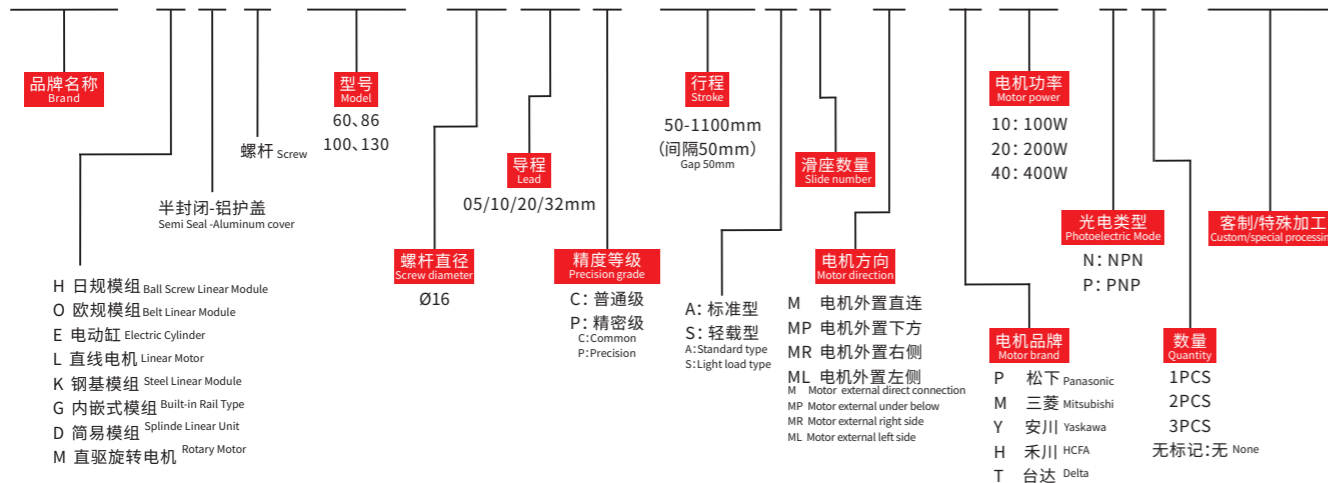 品牌名称
Brand
H 日规模组 Ball Screw Linear Module
O 欧规模组 Belt Linear Module
E 电动缸 Electric Cylinder
L 直线电机 Linear Motor
K 钢基模组 Steel Linear Module
G 内嵌式模组 Built-in Rail Type
D 简易模组 Splinde Linear Unit
M 直驱旋转电机 Rotary Motor
半封闭-铝护盖
Semi Seal -Aluminum cover
螺杆 Screw
型号
Model
60、86
100、130
螺杆直径
Screw diameter
Ø16
导程
Lead
05/10/20/32mm
精度等级
Precision grade
C: 普通级
P: 精密级
C:Common
P:Precision
行程
Stroke
50-1100mm
(间隔50mm)
Gap 50mm
A: 标准型
S: 轻载型
A:Standard type
S:Light load type
滑座数量
Slide number
电机方向
Motor direction
M 电机外置直连
MP 电机外置下方
MR 电机外置右侧
ML 电机外置左侧
M Motor external direct connection
MP Motor external under below
MR Motor external right side
ML Motor external left side
电机品牌
Motor brand
P 松下 Panasonic
M 三菱 Mitsubishi
Y 安川 Yaskawa
H 禾川 HCFA
T 台达 Delta
电机功率
Motor power
10: 100W
20: 200W
40: 400W
光电类型
Photoelectric Mode
N: NPN
P: PNP
数量
Quantity
1PCS
2PCS
3PCS
无标记:无 None
客制/特殊加工
Custom/special processing